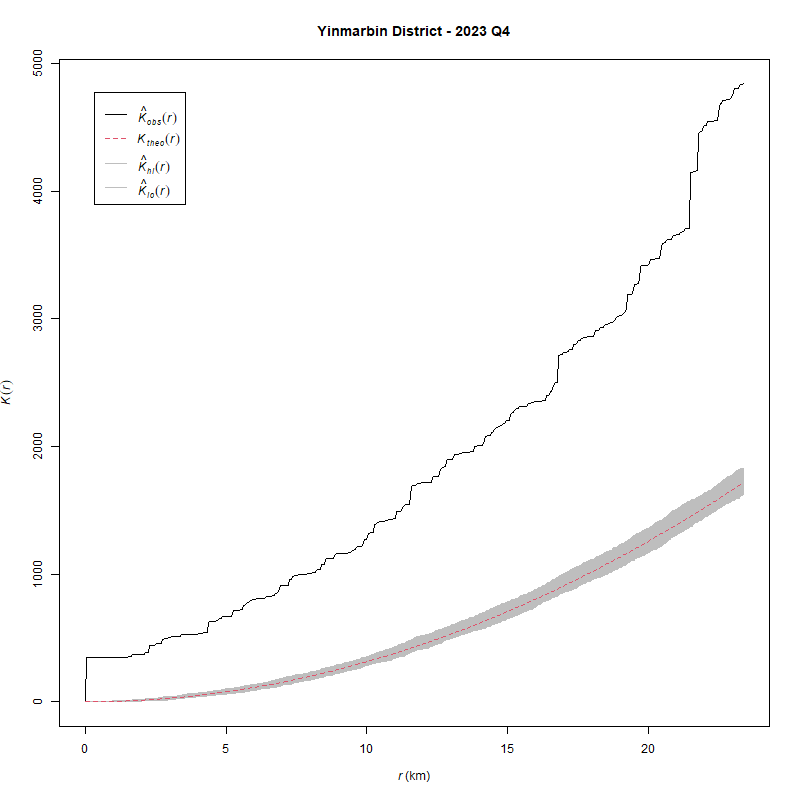 Yinmarbin District - 2023 Q4
K̂obs(r)
Ktheo(r)
K̂hi(r)
K̂lo(r)
K(r)
5000
4000
3000
2000
1000
0
0 5 10 15 20
r (km)